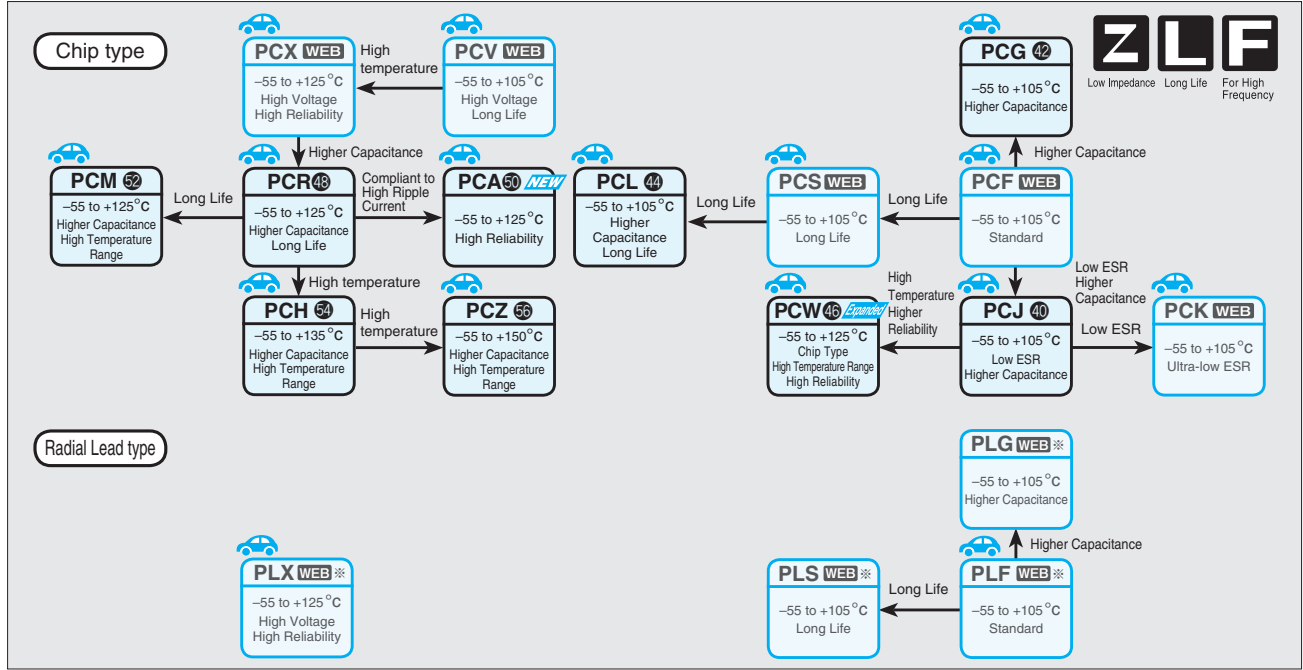 Chip type
PCX WEB
–55 to +125°C
High Voltage
High Reliability
High
temperature
PCV WEB
–55 to +105°C
High Voltage
Long Life
PCG 42
–55 to +105°C
Higher Capacitance
Z L F
Low Impedance Long Life For High
Frequency
Higher Capacitance
Higher Capacitance
PCM 52
–55 to +125°C
Higher Capacitance
High Temperature
Range
Long Life
PCR 48
–55 to +125°C
Higher Capacitance
Long Life
Compliant to
High Ripple
Current
PCA 50 NEW
–55 to +125°C
High Reliability
PCL 44
–55 to +105°C
Higher
Capacitance
Long Life
Long Life
PCS WEB
–55 to +105°C
Long Life
Long Life
PCF WEB
–55 to +105°C
Standard
High temperature
Low ESR
Higher
Capacitance
PCH 54
–55 to +135°C
Higher Capacitance
High Temperature
Range
High
temperature
PCZ 56
–55 to +150°C
Higher Capacitance
High Temperature
Range
PCW 46 Expanded
–55 to +125°C
Chip Type
High Temperature Range
High Reliability
High
Temperature
Higher
Reliability
PCJ 40
–55 to +105°C
Low ESR
Higher Capacitance
Low ESR
PCK WEB
–55 to +105°C
Ultra-low ESR
Radial Lead type
PLG WEB ※
–55 to +105°C
Higher Capacitance
Higher Capacitance
PLX WEB ※
–55 to +125°C
High Voltage
High Reliability
PLS WEB ※
–55 to +105°C
Long Life
Long Life
PLF WEB ※
–55 to +105°C
Standard